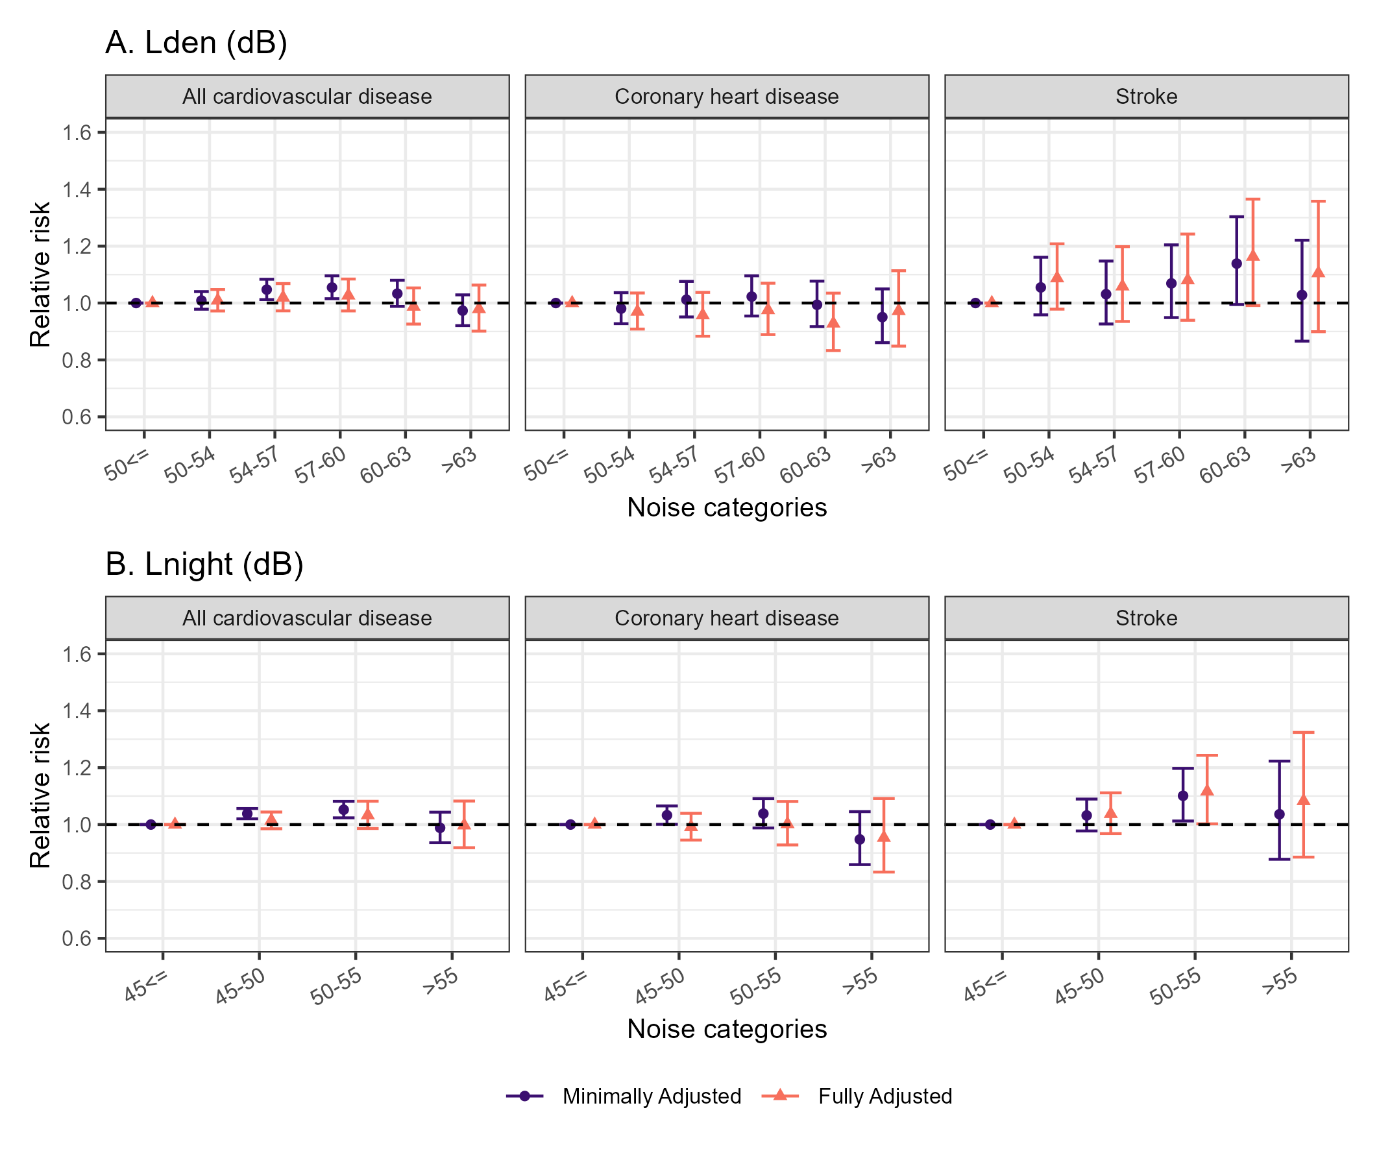 A. Lden (dB)
All cardiovascular disease
Coronary heart disease
Stroke
Relative risk
1.6
1.4
1.2
1.0
0.8
0.6
50<= 50-54 54-57 57-60 60-63 >63
50<= 50-54 54-57 57-60 60-63 >63
50<= 50-54 54-57 57-60 60-63 >63
Noise categories
B. Lnight (dB)
All cardiovascular disease
Coronary heart disease
Stroke
Relative risk
1.6
1.4
1.2
1.0
0.8
0.6
45<= 45-50 50-55 >55
45<= 45-50 50-55 >55
45<= 45-50 50-55 >55
Noise categories
Minimally Adjusted Fully Adjusted